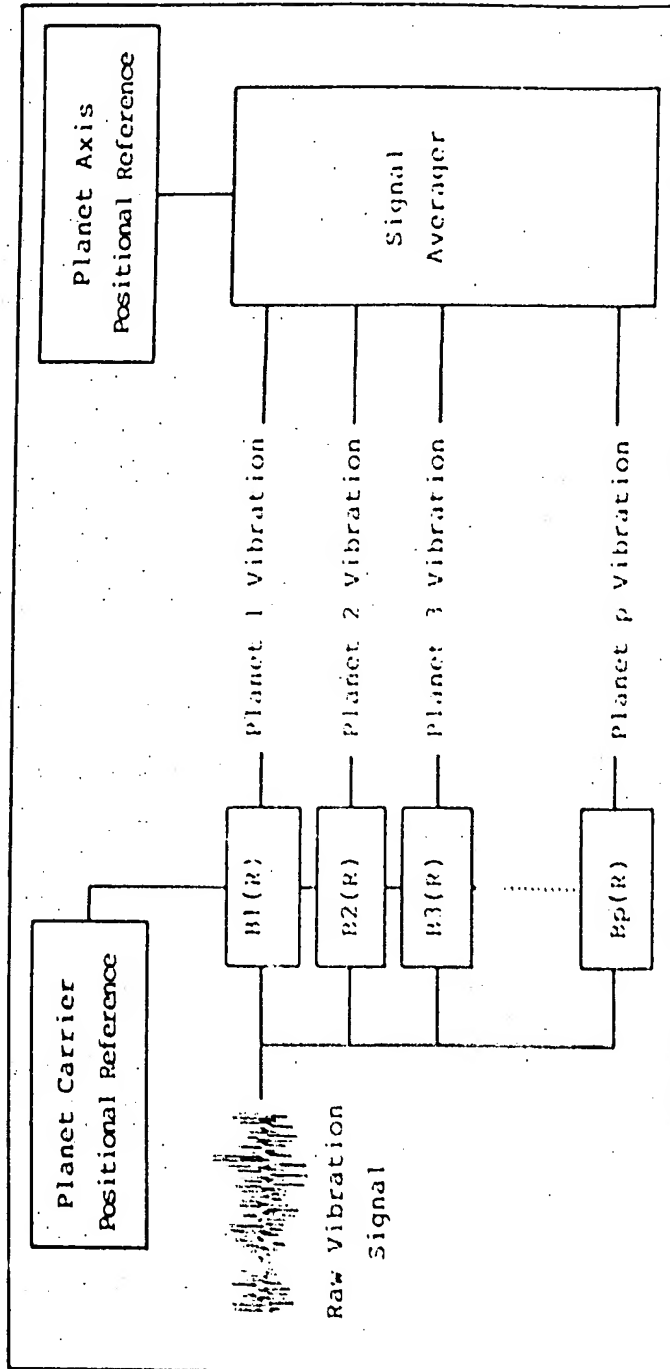 Planet Carrier
Positional Reference
Planet Axis
Positional Reference
Raw Vibration
Signal
B1(R)
B2(R)
B3(R)
Bp(R)
Planet 1 Vibration
Planet 2 Vibration
Planet 3 Vibration
Planet p Vibration
Signal
Averager